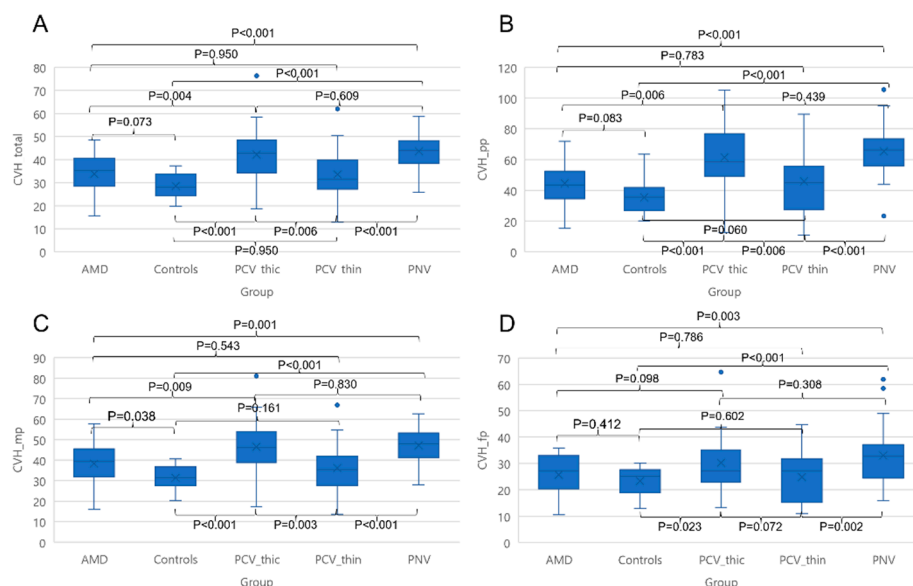 A
P<0.001
P=0.950
P<0.001
P=0.004
P=0.609
P=0.073
80
70
60
50
40
30
20
10
0
CVH_total
P<0.001
P=0.006
P<0.001
P=0.950
AMD
Controls
PCV_thic
PCV_thin
PNV
Group
B
P<0.001
P=0.783
P<0.001
P=0.006
P=0.439
P=0.083
120
100
80
60
40
20
0
CVH_pp
P=0.060
P<0.001
P=0.006
P<0.001
AMD
Controls
PCV_thic
PCV_thin
PNV
Group
C
P=0.001
P=0.543
P<0.001
P=0.009
P=0.830
P=0.038
P=0.161
90
80
70
60
50
40
30
20
10
0
CVH_mp
P<0.001
P=0.003
P<0.001
AMD
Controls
PCV_thic
PCV_thin
PNV
Group
D
P=0.003
P=0.786
P<0.001
P=0.098
P=0.308
P=0.412
P=0.602
70
60
50
40
30
20
10
0
CVH_fp
P=0.023
P=0.072
P=0.002
AMD
Controls
PCV_thic
PCV_thin
PNV
Group